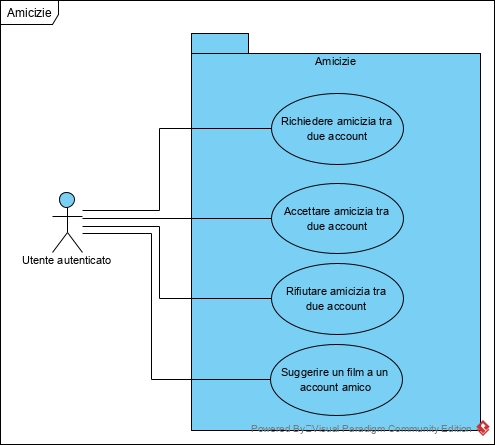 Amicizie
Amicizie
Richiedere amicizia tra
due account
Accettare amicizia tra
due account
Utente autenticato
Rifiutare amicizia tra
due account
Suggerire un film a un
account amico
Powered By Visual Paradigm Community Edition